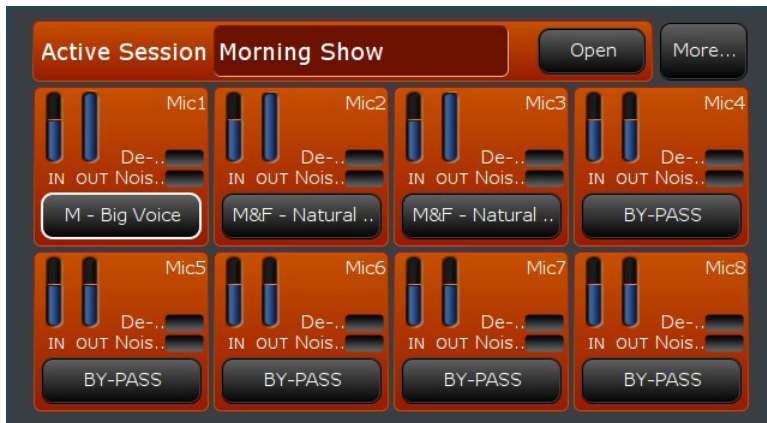 Active Session Morning Show Open More...
Mic1 Mic2 Mic3 Mic4
De-.. De-.. De-.. De-..
IN OUT Nois.. IN OUT Nois.. IN OUT Nois.. IN OUT Nois..
M - Big Voice M&F - Natural .. M&F - Natural .. BY-PASS
Mic5 Mic6 Mic7 Mic8
De-.. De-.. De-.. De-..
IN OUT Nois.. IN OUT Nois.. IN OUT Nois.. IN OUT Nois..
BY-PASS BY-PASS BY-PASS BY-PASS